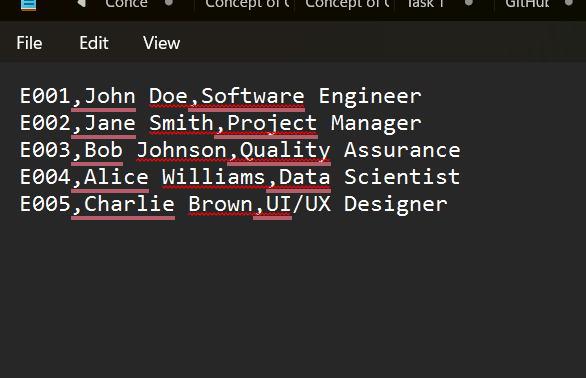 Conce Concept of Concept of Task 1 GitHub
File Edit View
E001,John Doe,Software Engineer
E002,Jane Smith,Project Manager
E003,Bob Johnson,Quality Assurance
E004,Alice Williams,Data Scientist
E005,Charlie Brown,UI/UX Designer